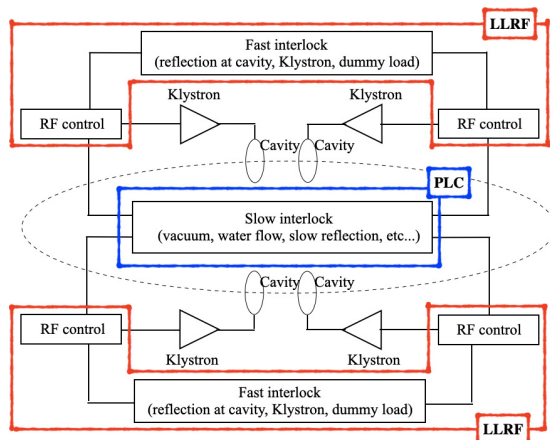 LLRF
Fast interlock
(reflection at cavity, Klystron, dummy load)
Klystron
Klystron
RF control
RF control
Cavity
Cavity
PLC
Slow interlock
(vacuum, water flow, slow reflection, etc...)
Cavity
Cavity
RF control
RF control
Klystron
Klystron
Fast interlock
(reflection at cavity, Klystron, dummy load)
LLRF